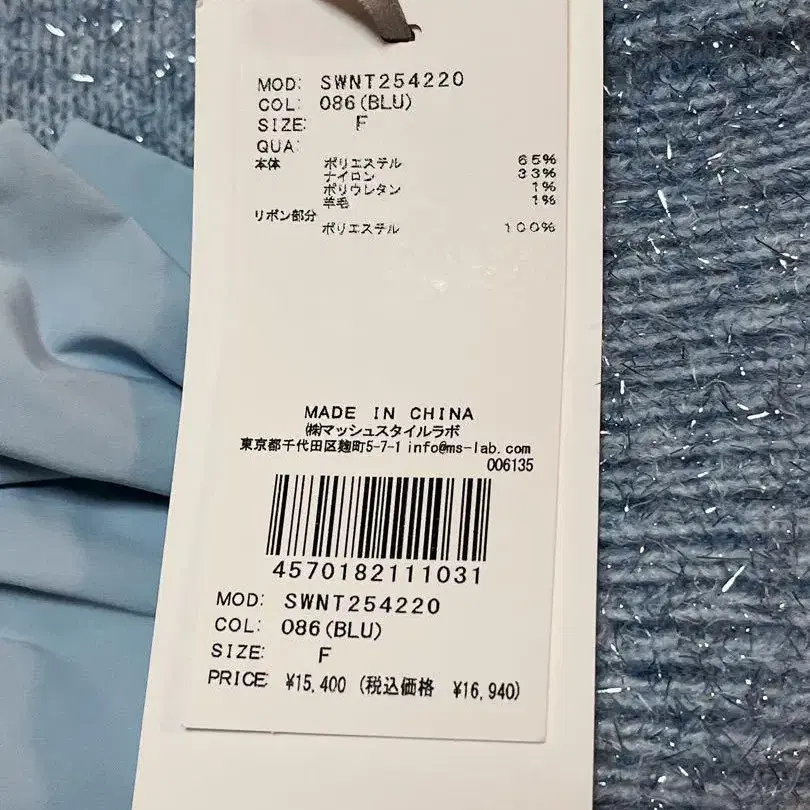 MOD: SWNT254220
COL: 086(BLU)
SIZE: F
QUA:
本体 ポリエステル 65%
ナイロン 33%
ポリウレタン 1%
羊毛 1%
リボン部分
ポリエステル 100%
MADE IN CHINA
㈱マッシュスタイルラボ
東京都千代田区麹町5-7-1 info@ms-lab.com
006135
4570182111031
MOD: SWNT254220
COL: 086(BLU)
SIZE: F
PRICE: ¥15,400 (税込価格 ¥16,940)